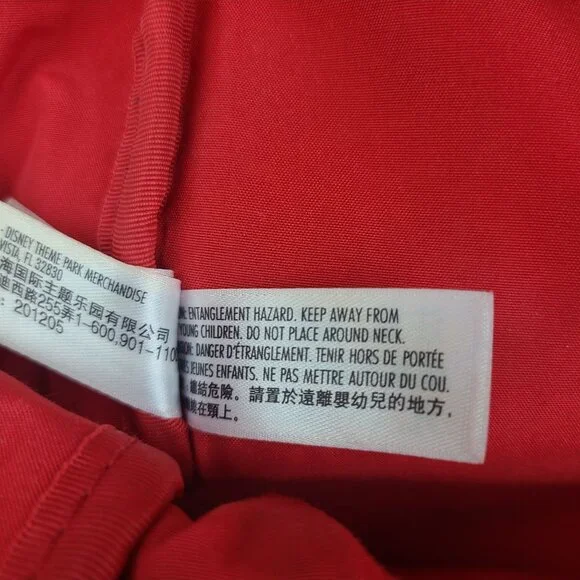 - DISNEY THEME PARK MERCHANDISE
VISTA, FL 32830
海国际主题乐园有限公司
迪西路255弄1-600,901-110
: 201205
N: ENTANGLEMENT HAZARD. KEEP AWAY FROM
YOUNG CHILDREN. DO NOT PLACE AROUND NECK.
ION: DANGER D'ÉTRANGLEMENT. TENIR HORS DE PORTÉE
ES JEUNES ENFANTS. NE PAS METTRE AUTOUR DU COU.
纏結危險。請置於遠離嬰幼兒的地方,
在頸上。